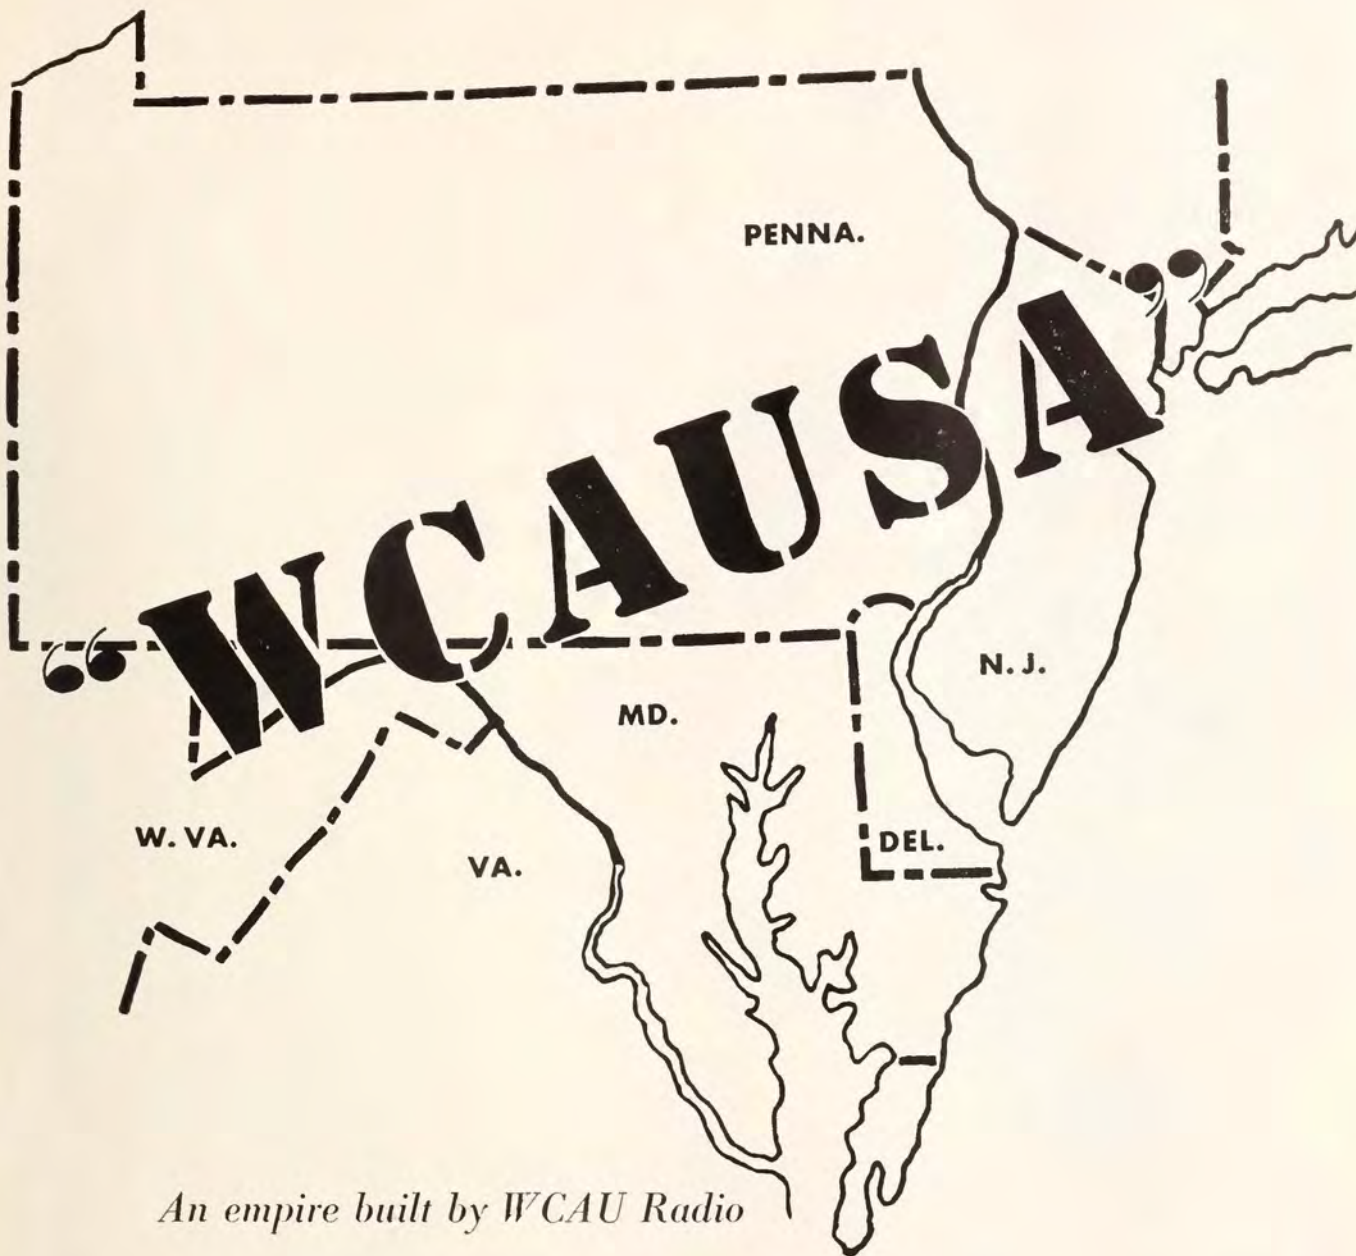 PENNA.
“WCAUSA”
N. J.
MD.
W. VA.
VA.
DEL.
An empire built by WCAU Radio